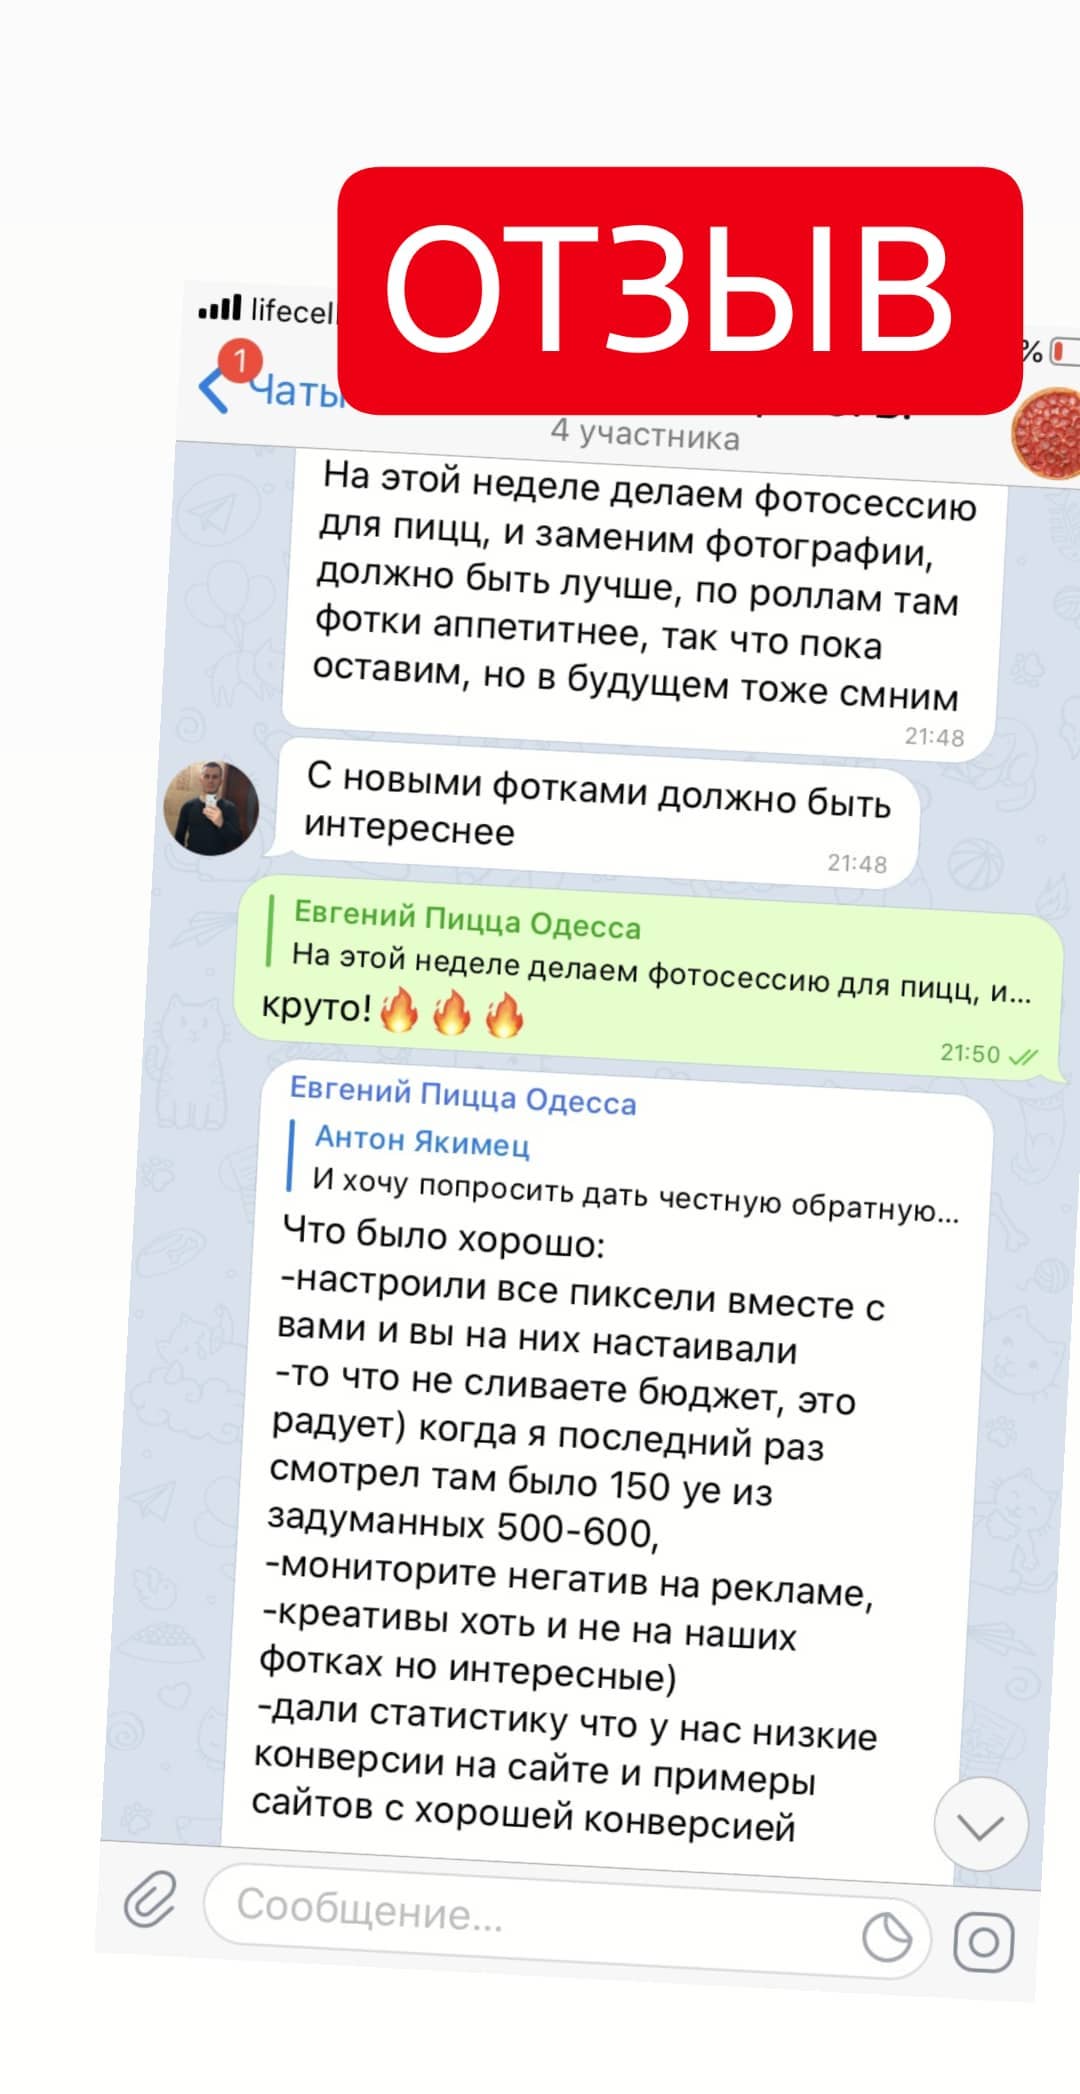 ОТЗЫВ
lifecell
%
1
Чаты
4 участника
На этой неделе делаем фотосессию
для пицц, и заменим фотографии,
должно быть лучше, по роллам там
фотки аппетитнее, так что пока
оставим, но в будущем тоже смним
21:48
С новыми фотками должно быть
интереснее
21:48
Евгений Пицца Одесса
На этой неделе делаем фотосессию для пицц, и...
круто!🔥🔥🔥
21:50
Евгений Пицца Одесса
Антон Якимец
И хочу попросить дать честную обратную...
Что было хорошо:
-настроили все пиксели вместе с
вами и вы на них настаивали
-то что не сливаете бюджет, это
радует) когда я последний раз
смотрел там было 150 уе из
задуманных 500-600,
-мониторите негатив на рекламе,
-креативы хоть и не на наших
фотках но интересные)
-дали статистику что у нас низкие
конверсии на сайте и примеры
сайтов с хорошей конверсией
Сообщение...